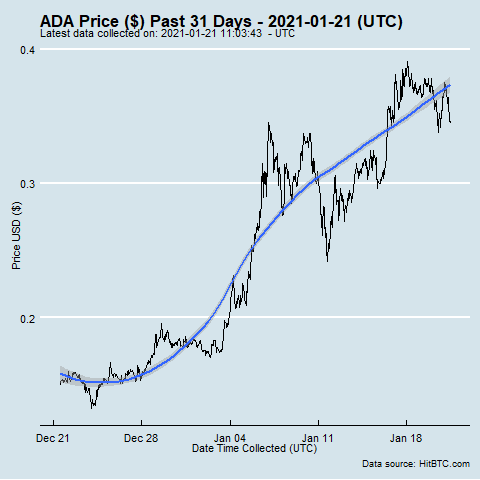 ADA Price ($) Past 31 Days - 2021-01-21 (UTC)
Latest data collected on: 2021-01-21 11:03:43  - UTC
0.4
0.3
0.2
Price USD ($)
Dec 21
Dec 28
Jan 04
Jan 11
Jan 18
Date Time Collected (UTC)
Data source: HitBTC.com